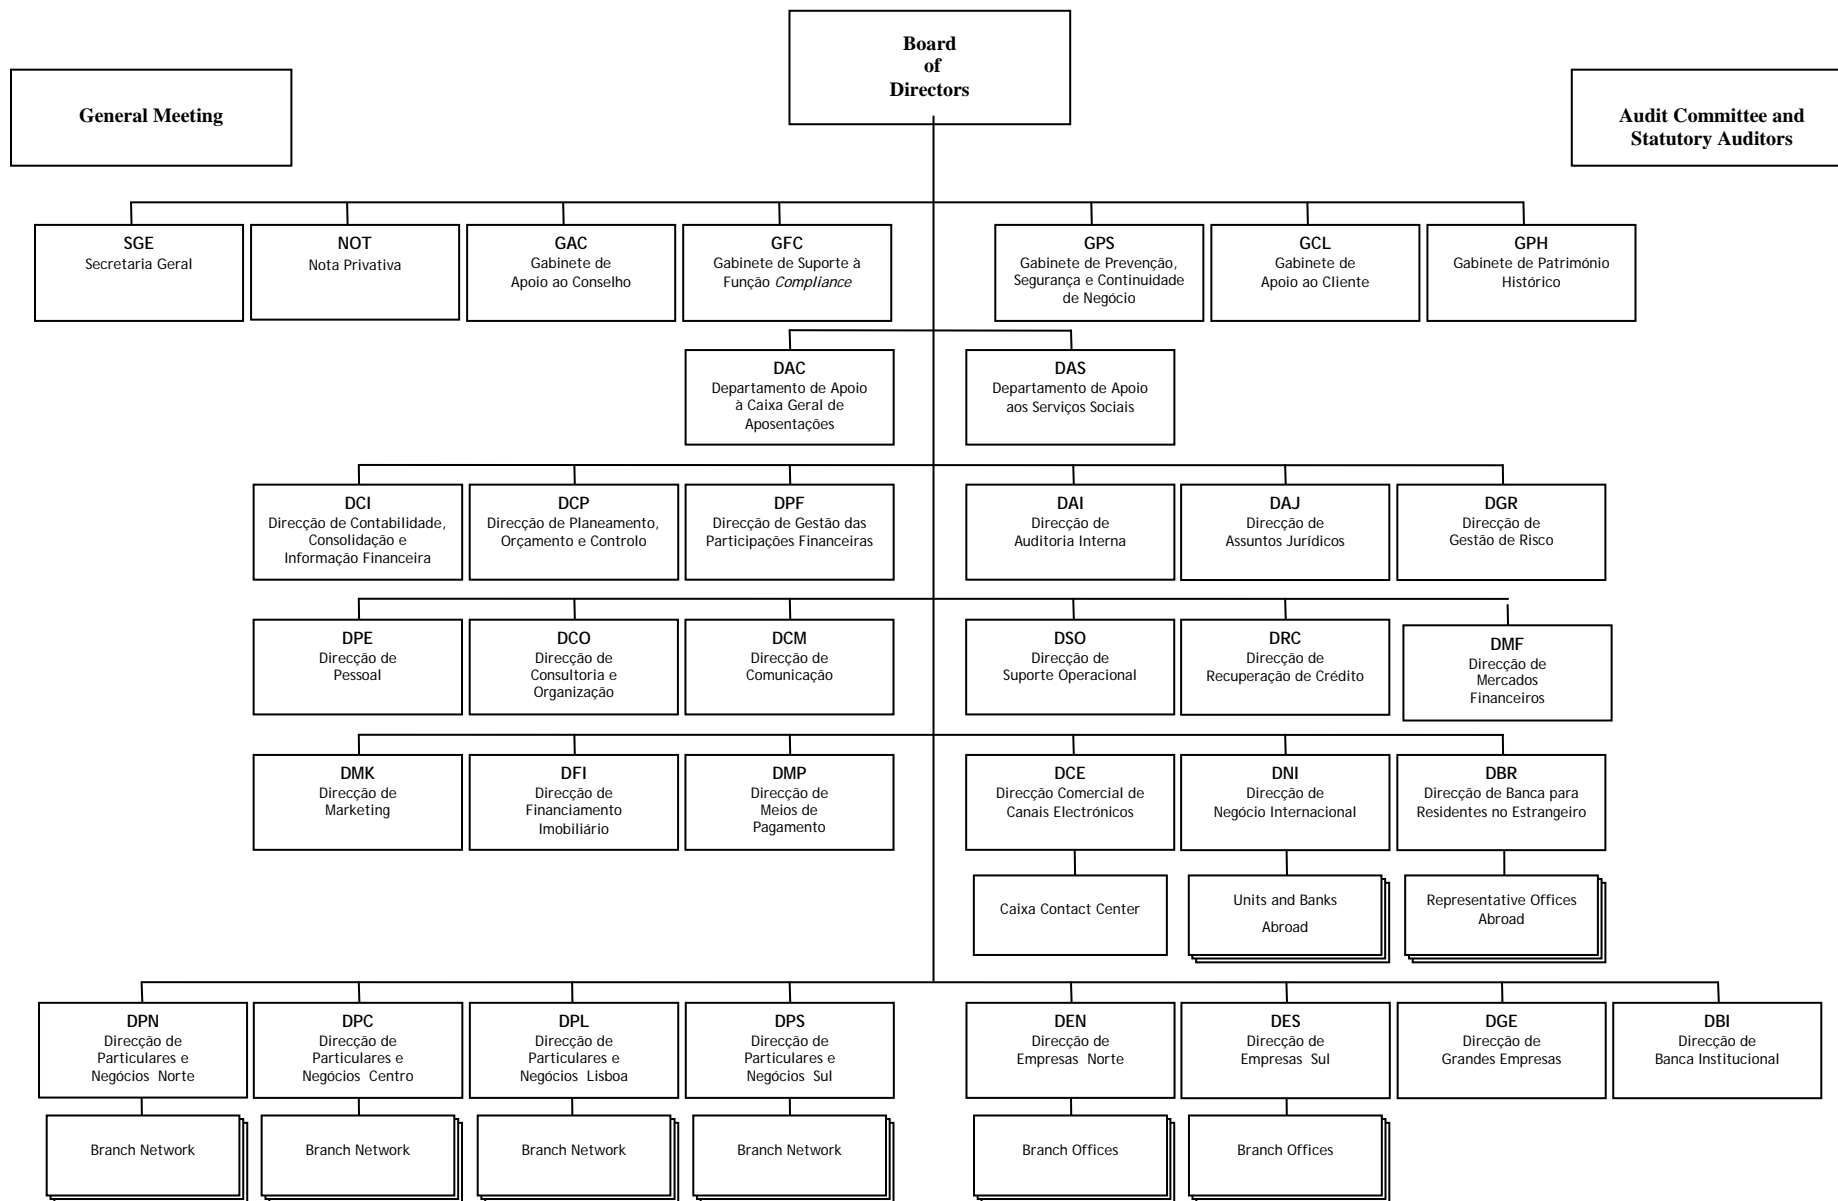 Board
of
Directors
General Meeting
Audit Committee and
Statutory Auditors
SGE
Secretaria Geral
NOT
Nota Privativa
GAC
Gabinete de
Apoio ao Conselho
GFC
Gabinete de Suporte à
Função Compliance
GPS
Gabinete de Prevenção,
Segurança e Continuidade
de Negócio
GCL
Gabinete de
Apoio ao Cliente
GPH
Gabinete de Património
Histórico
DAC
Departamento de Apoio
à Caixa Geral de
Aposentações
DAS
Departamento de Apoio
aos Serviços Sociais
DCI
Direcção de Contabilidade,
Consolidação e
Informação Financeira
DCP
Direcção de Planeamento,
Orçamento e Controlo
DPF
Direcção de Gestão das
Participações Financeiras
DAI
Direcção de
Auditoria Interna
DAJ
Direcção de
Assuntos Jurídicos
DGR
Direcção de
Gestão de Risco
DPE
Direcção de
Pessoal
DCO
Direcção de
Consultoria e
Organização
DCM
Direcção de
Comunicação
DSO
Direcção de
Suporte Operacional
DRC
Direcção de
Recuperação de Crédito
DMF
Direcção de
Mercados
Financeiros
DMK
Direcção de
Marketing
DFI
Direcção de
Financiamento
Imobiliário
DMP
Direcção de
Meios de
Pagamento
DCE
Direcção Comercial de
Canais Electrónicos
DNI
Direcção de
Negócio Internacional
DBR
Direcção de Banca para
Residentes no Estrangeiro
Caixa Contact Center
Units and Banks
Abroad
Representative Offices
Abroad
DPN
Direcção de
Particulares e
Negócios Norte
DPC
Direcção de
Particulares e
Negócios Centro
DPL
Direcção de
Particulares e
Negócios Lisboa
DPS
Direcção de
Particulares e
Negócios Sul
DEN
Direcção de
Empresas Norte
DES
Direcção de
Empresas Sul
DGE
Direcção de
Grandes Empresas
DBI
Direcção de
Banca Institucional
Branch Network
Branch Network
Branch Network
Branch Network
Branch Offices
Branch Offices